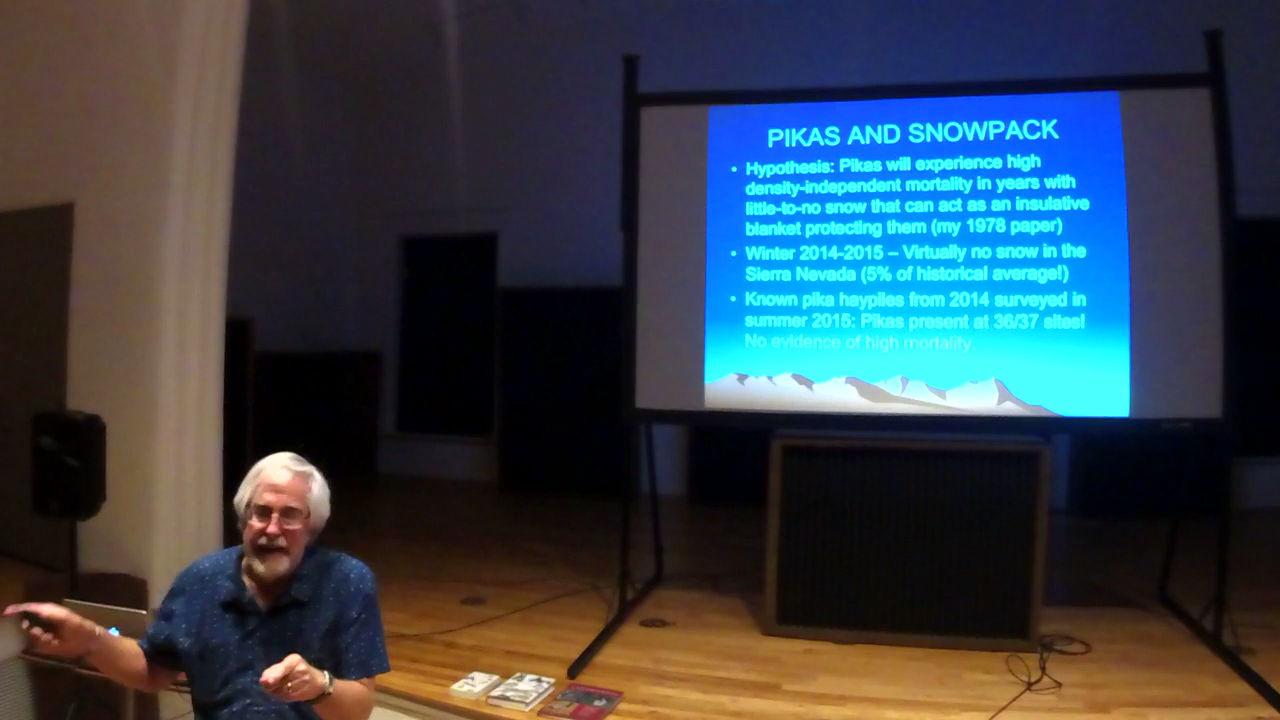 PIKAS AND SNOWPACK
• Hypothesis: Pikas will experience high
density-independent mortality in years with
little-to-no snow that can act as an insulative
blanket protecting them (my 1978 paper)
• Winter 2014-2015 – Virtually no snow in the
Sierra Nevada (5% of historical average!)
• Known pika haypiles from 2014 surveyed in
summer 2015: Pikas present at 36/37 sites!
No evidence of high mortality.